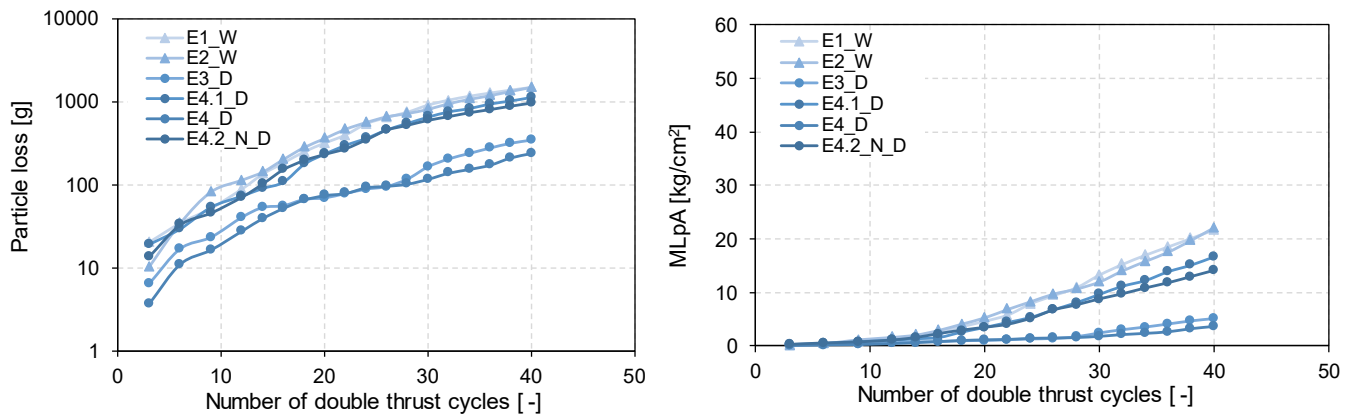 10000
1000
100
10
1
Particle loss [g]
E1_W
E2_W
E3_D
E4.1_D
E4_D
E4.2_N_D
0
10
20
30
40
50
Number of double thrust cycles [ -]
60
50
40
30
20
10
0
MLpA [kg/cm²]
E1_W
E2_W
E3_D
E4.1_D
E4_D
E4.2_N_D
0
10
20
30
40
50
Number of double thrust cycles [ -]